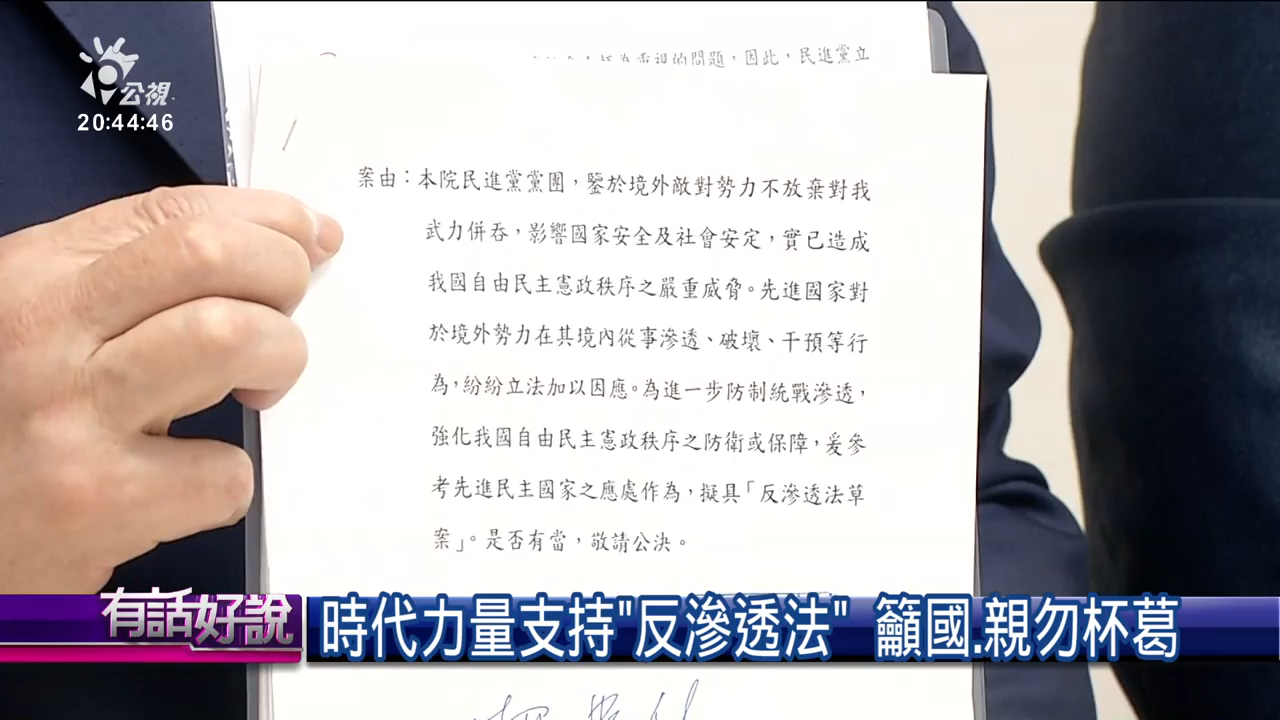 公視
20:44:46
重視的問題，因此，民進黨立
案由：本院民進黨黨團，鑒於境外敵對勢力不放棄對我
武力併吞，影響國家安全及社會安定，實已造成
我國自由民主憲政秩序之嚴重威脅。先進國家對
於境外勢力在其境內從事滲透、破壞、干預等行
為，紛紛立法加以因應。為進一步防制統戰滲透，
強化我國自由民主憲政秩序之防衛或保障，爰參
考先進民主國家之應處作為，擬具「反滲透法草
案」。是否有當，敬請公決。
有話好說
時代力量支持"反滲透法" 籲國.親勿杯葛